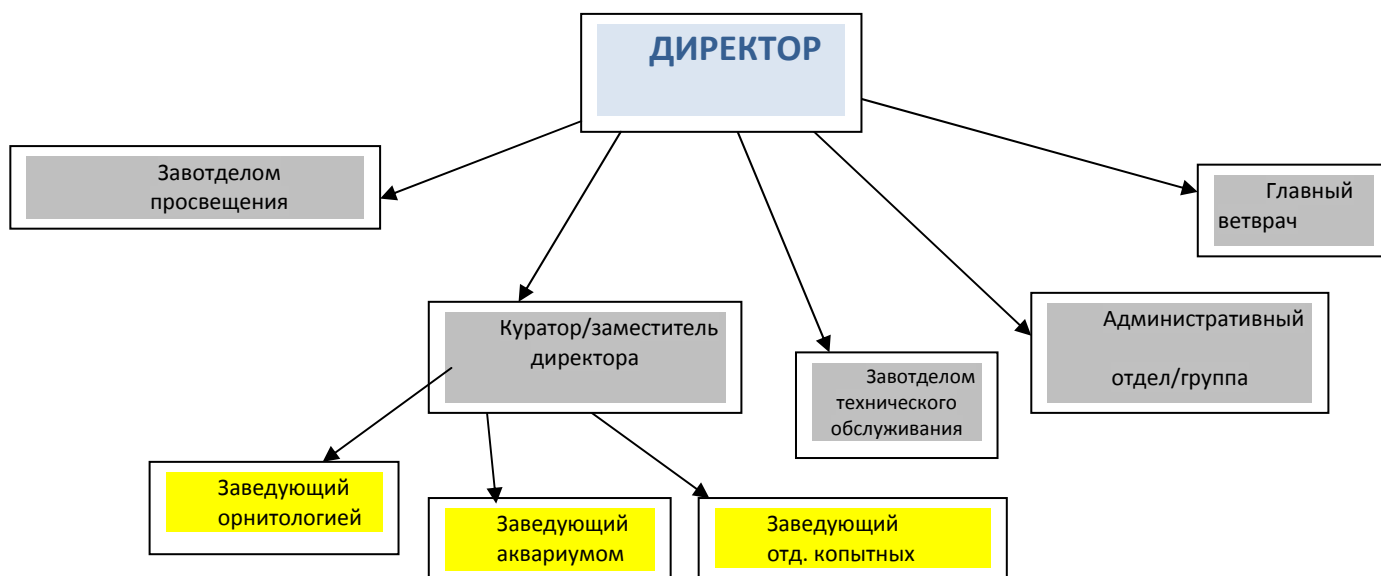 ДИРЕКТОР
Завотделом
просвещения
Главный
ветврач
Куратор/заместитель
директора
Административный
отдел/группа
Завотделом
технического
обслуживания
Заведующий
орнитологией
Заведующий
аквариумом
Заведующий
отд. копытных